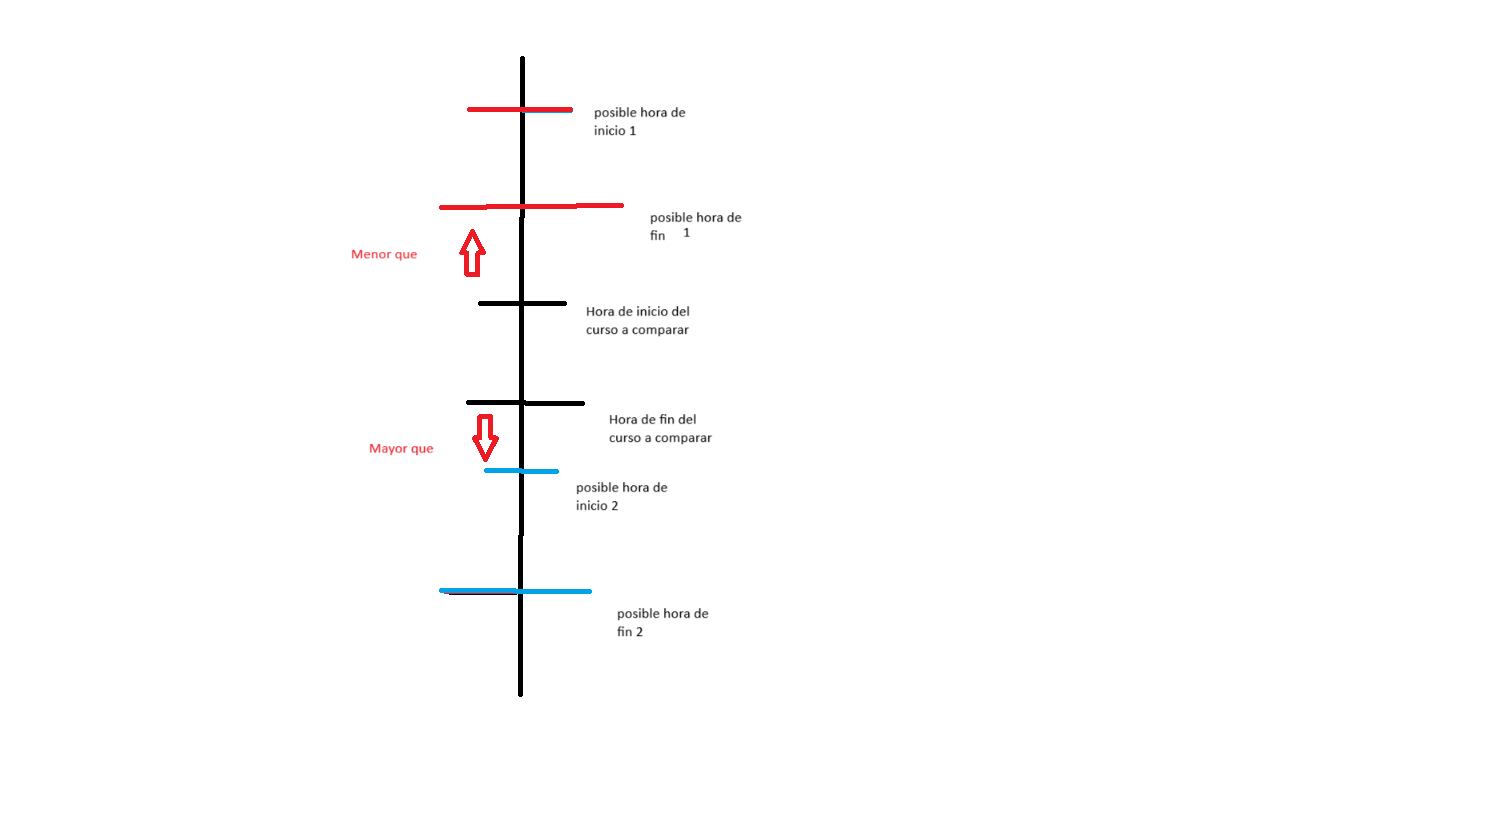 posible hora de
inicio 1
posible hora de
fin 1
Menor que
Hora de inicio del
curso a comparar
Hora de fin del
curso a comparar
Mayor que
posible hora de
inicio 2
posible hora de
fin 2